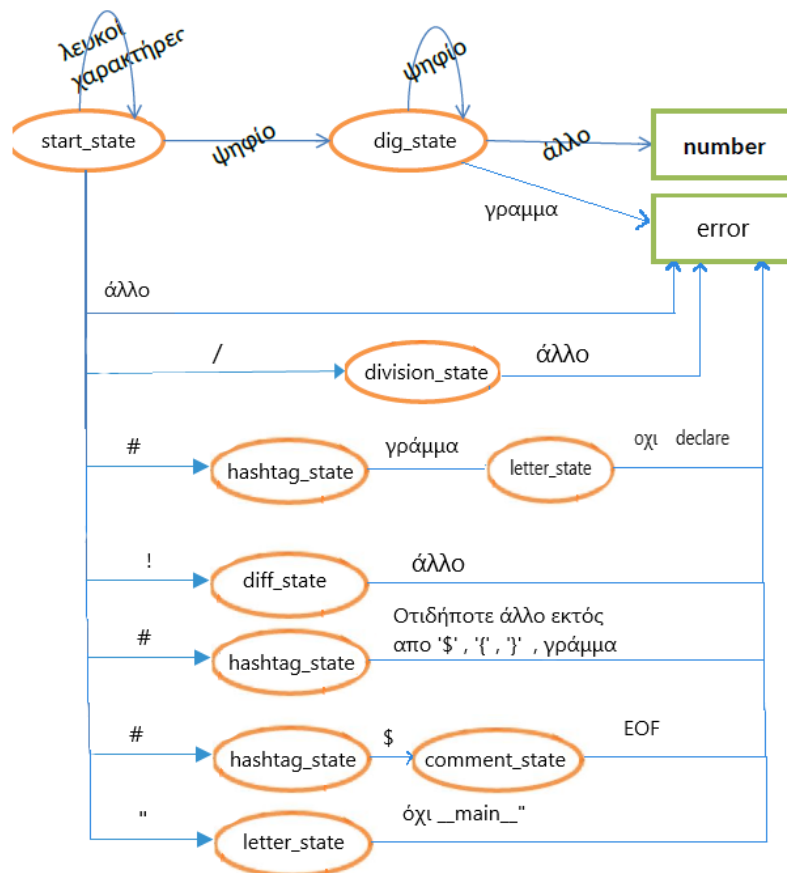 λευκοί
χαρακτήρες
ψηφίο
start_state
ψηφίο
dig_state
άλλο
number
γραμμα
error
άλλο
/
division_state
άλλο
#
hashtag_state
γράμμα
letter_state
οχι declare
!
diff_state
άλλο
#
hashtag_state
Οτιδήποτε άλλο εκτός
απο '$' , '{' , '}' , γράμμα
#
hashtag_state
$
comment_state
EOF
"
letter_state
όχι __main__"